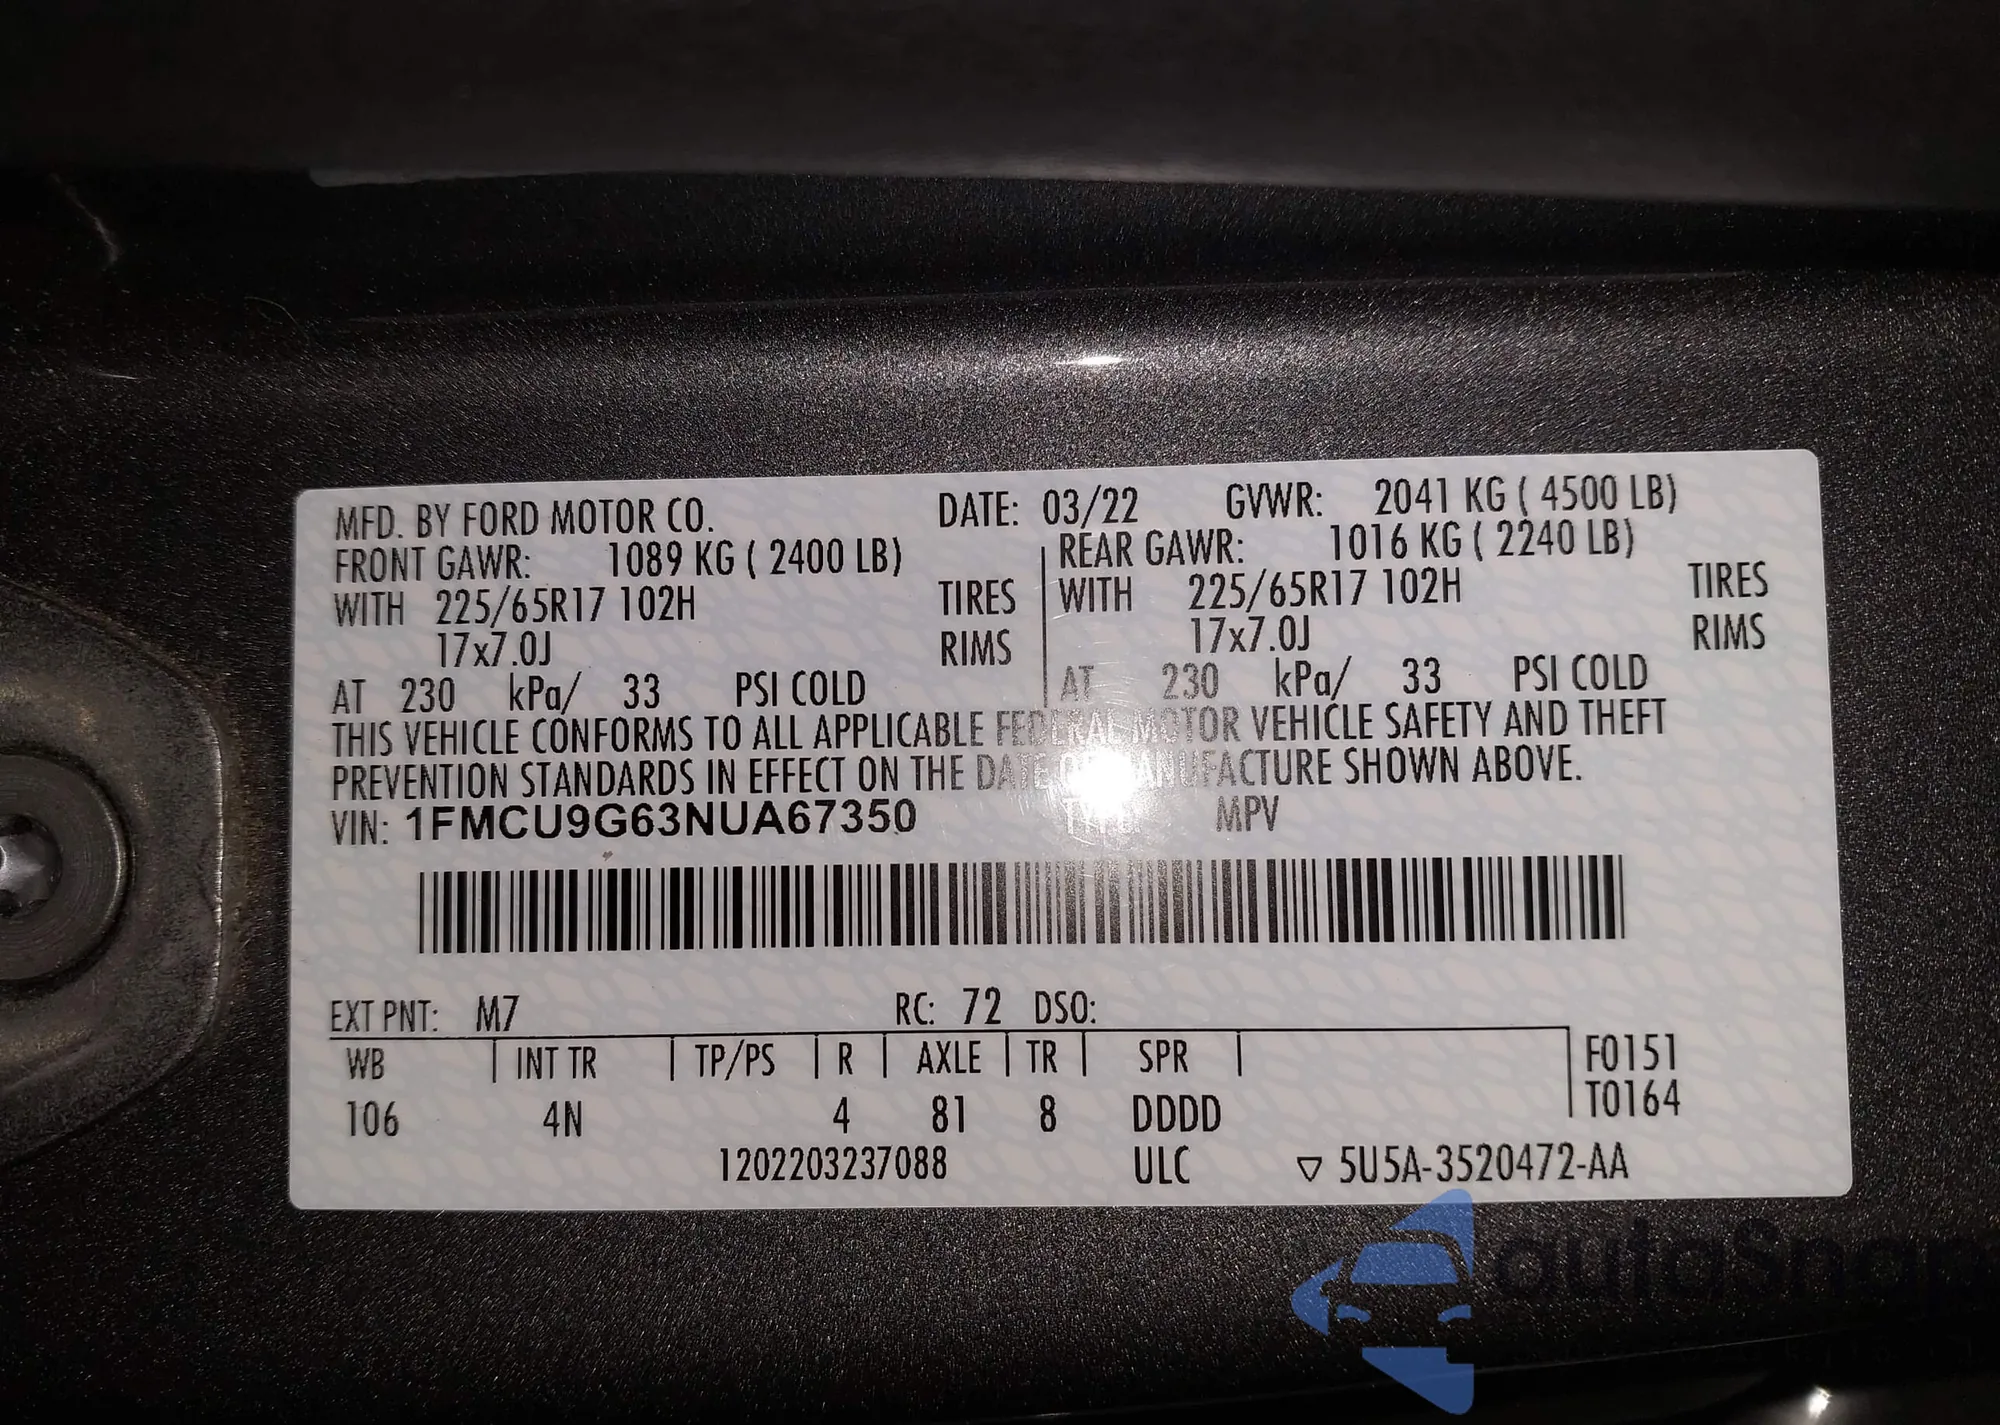 MFD. BY FORD MOTOR CO. DATE: 03/22 GVWR: 2041 KG ( 4500 LB)
FRONT GAWR: 1089 KG ( 2400 LB) REAR GAWR: 1016 KG ( 2240 LB)
WITH 225/65R17 102H TIRES WITH 225/65R17 102H TIRES
17x7.0J RIMS 17x7.0J RIMS
AT 230 kPa/ 33 PSI COLD AT 230 kPa/ 33 PSI COLD
THIS VEHICLE CONFORMS TO ALL APPLICABLE FEDERAL MOTOR VEHICLE SAFETY AND THEFT
PREVENTION STANDARDS IN EFFECT ON THE DATE OF MANUFACTURE SHOWN ABOVE.
VIN: 1FMCU9G63NUA67350 TYPE: MPV
EXT PNT: M7 RC: 72 DSO:
WB INT TR TP/PS R AXLE TR SPR F0151
T0164
106 4N 4 81 8 DDDD
1202203237088 ULC ▽ 5U5A-3520472-AA
autoSnap